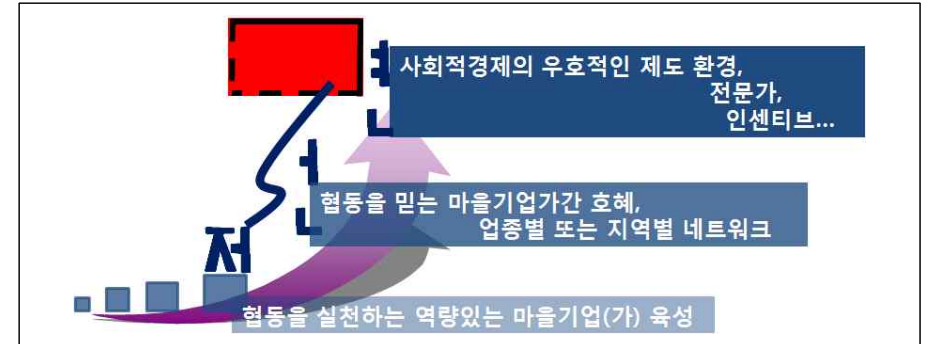 사회적경제의 우호적인 제도 환경,
전문가,
인센티브...
협동을 믿는 마을기업가간 호혜,
업종별 또는 지역별 네트워크
협동을 실천하는 역량있는 마을기업(가) 육성